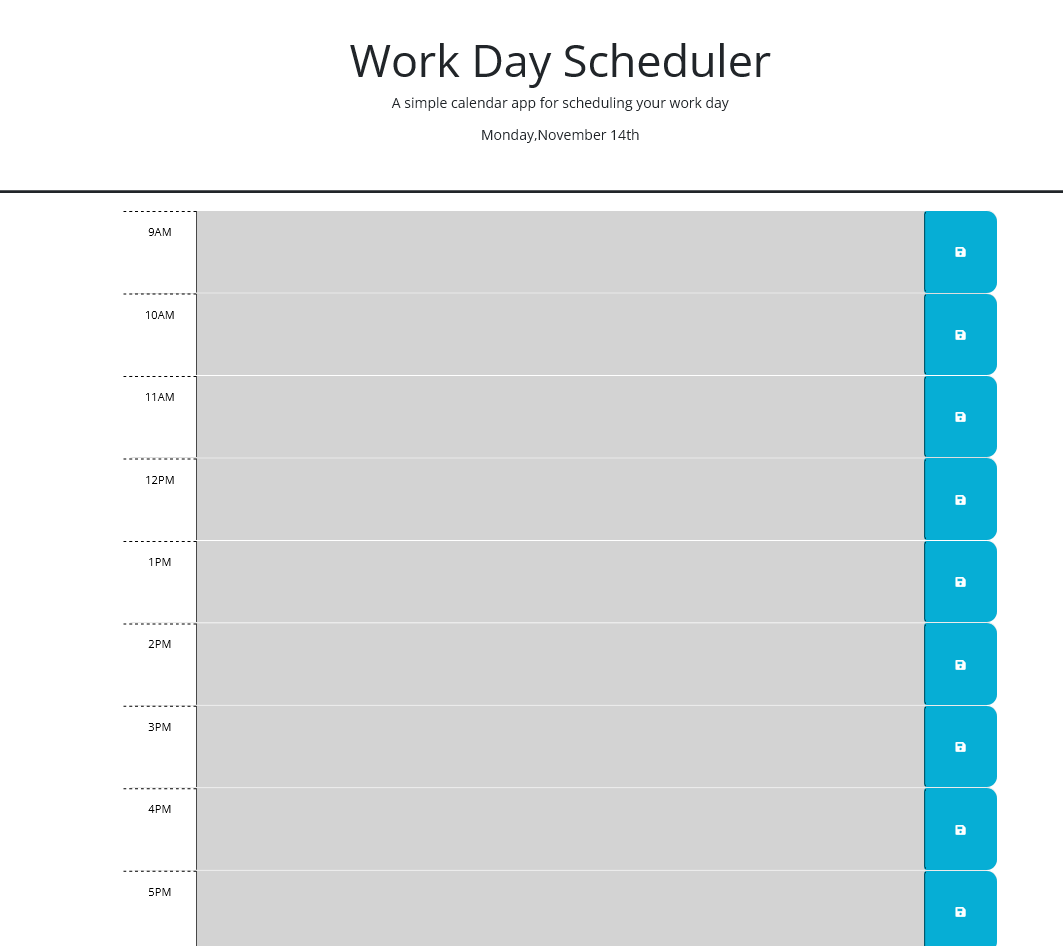 Work Day Scheduler
A simple calendar app for scheduling your work day
Monday,November 14th
9AM
10AM
11AM
12PM
1PM
2PM
3PM
4PM
5PM